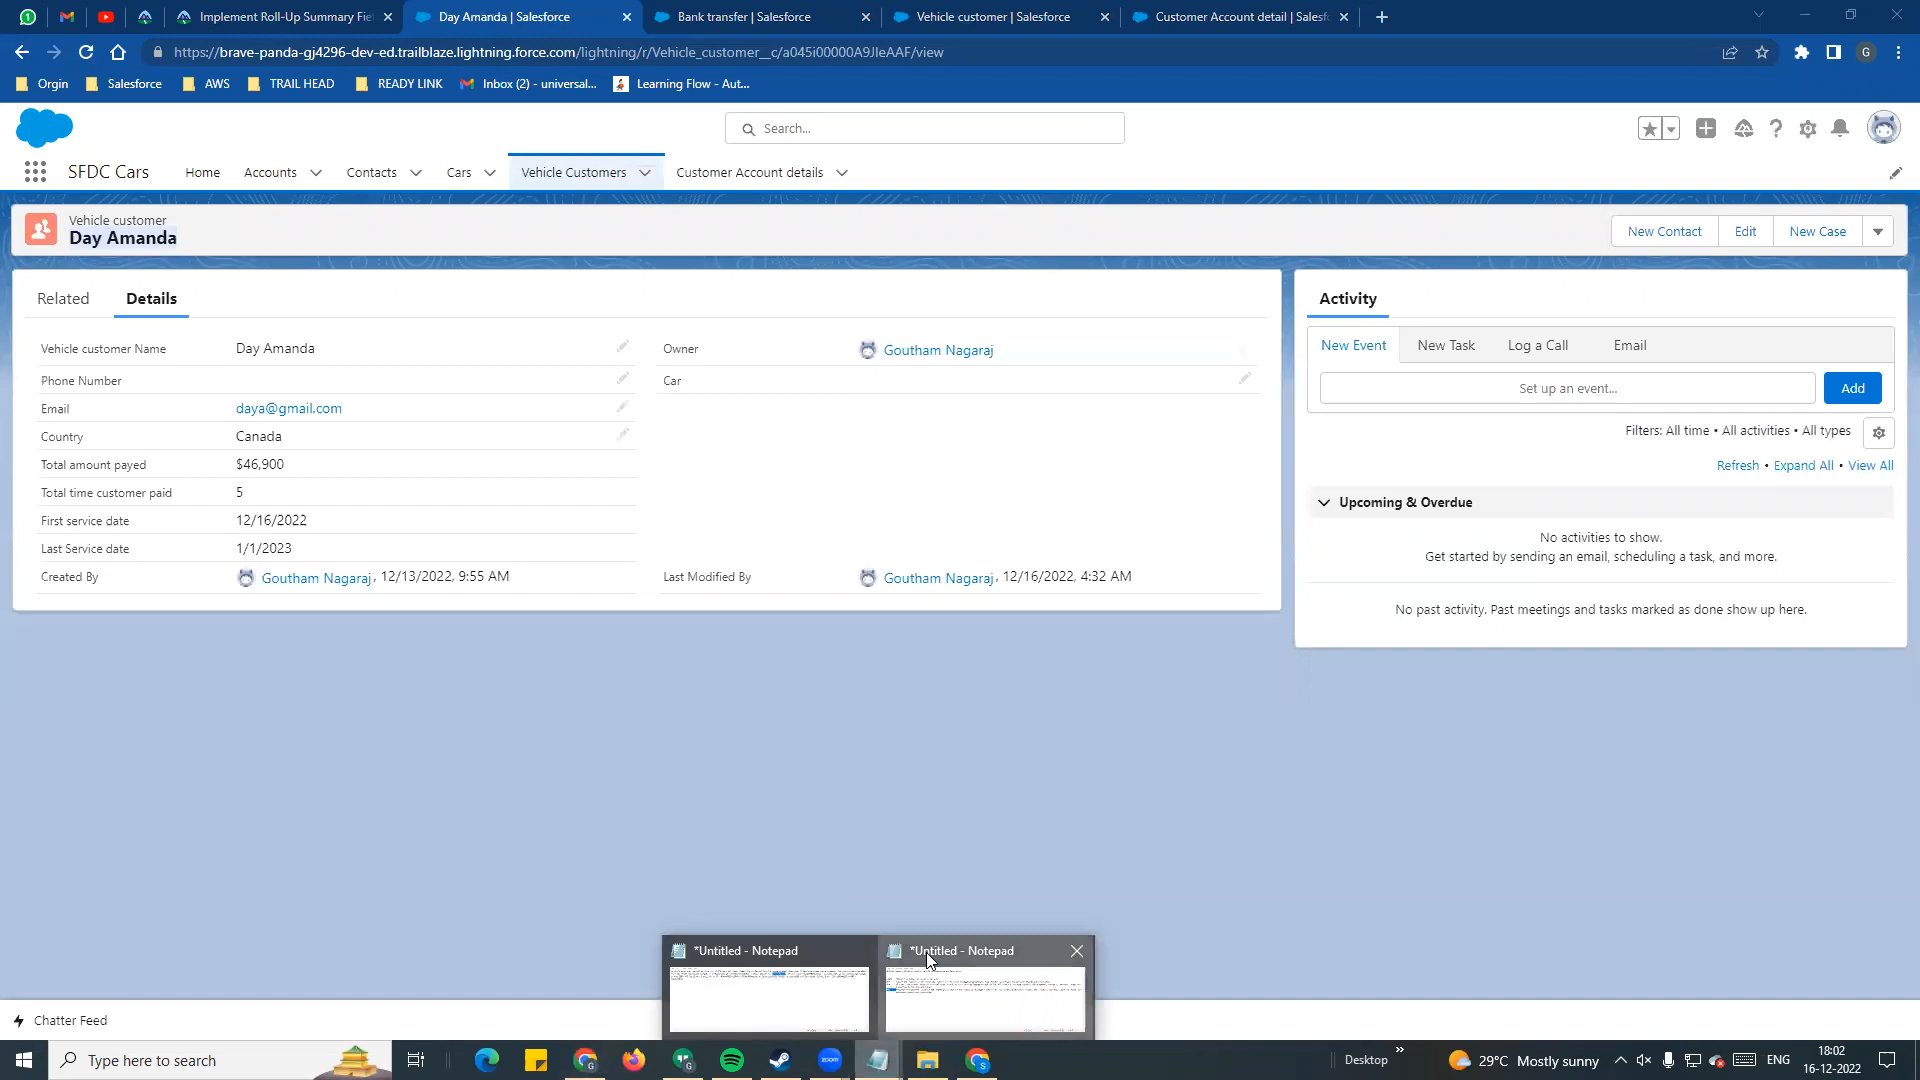 Implement Roll-Up Summary Fie
Day Amanda | Salesforce
Bank transfer | Salesforce
Vehicle customer | Salesforce
Customer Account detail | Salesf
https://brave-panda-gj4296-dev-ed.trailblaze.lightning.force.com/lightning/r/Vehicle_customer__c/a045i00000A9JIeAAF/view
G
Orgin
Salesforce
AWS
TRAIL HEAD
READY LINK
Inbox (2) - universal...
Learning Flow - Aut...
Search...
SFDC Cars
Home
Accounts
Contacts
Cars
Vehicle Customers
Customer Account details
Vehicle customer
Day Amanda
New Contact
Edit
New Case
Related
Details
Vehicle customer Name
Day Amanda
Owner
Goutham Nagaraj
Phone Number
Car
Email
daya@gmail.com
Country
Canada
Total amount payed
$46,900
Total time customer paid
5
First service date
12/16/2022
Last Service date
1/1/2023
Created By
Goutham Nagaraj, 12/13/2022, 9:55 AM
Last Modified By
Goutham Nagaraj, 12/16/2022, 4:32 AM
Activity
New Event
New Task
Log a Call
Email
Set up an event...
Add
Filters: All time • All activities • All types
Refresh • Expand All • View All
Upcoming & Overdue
No activities to show.
Get started by sending an email, scheduling a task, and more.
No past activity. Past meetings and tasks marked as done show up here.
*Untitled - Notepad
*Untitled - Notepad
Chatter Feed
Type here to search
zoom
Desktop
29°C Mostly sunny
ENG
18:02
16-12-2022